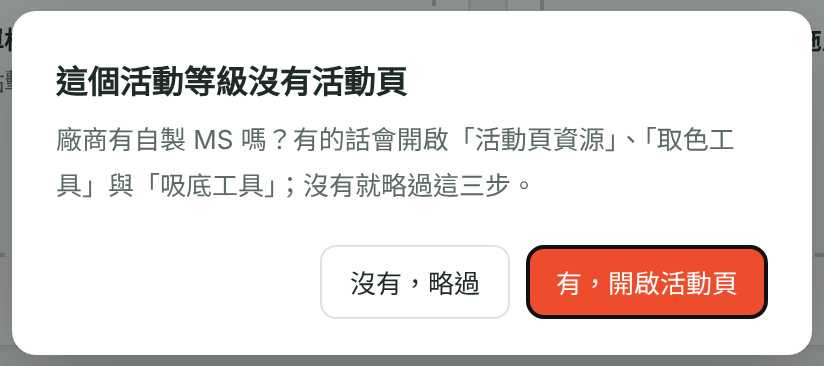 這個活動等級沒有活動頁
廠商有自製 MS 嗎？有的話會開啟「活動頁資源」、「取色工
具」與「吸底工具」；沒有就略過這三步。
沒有，略過
有，開啟活動頁